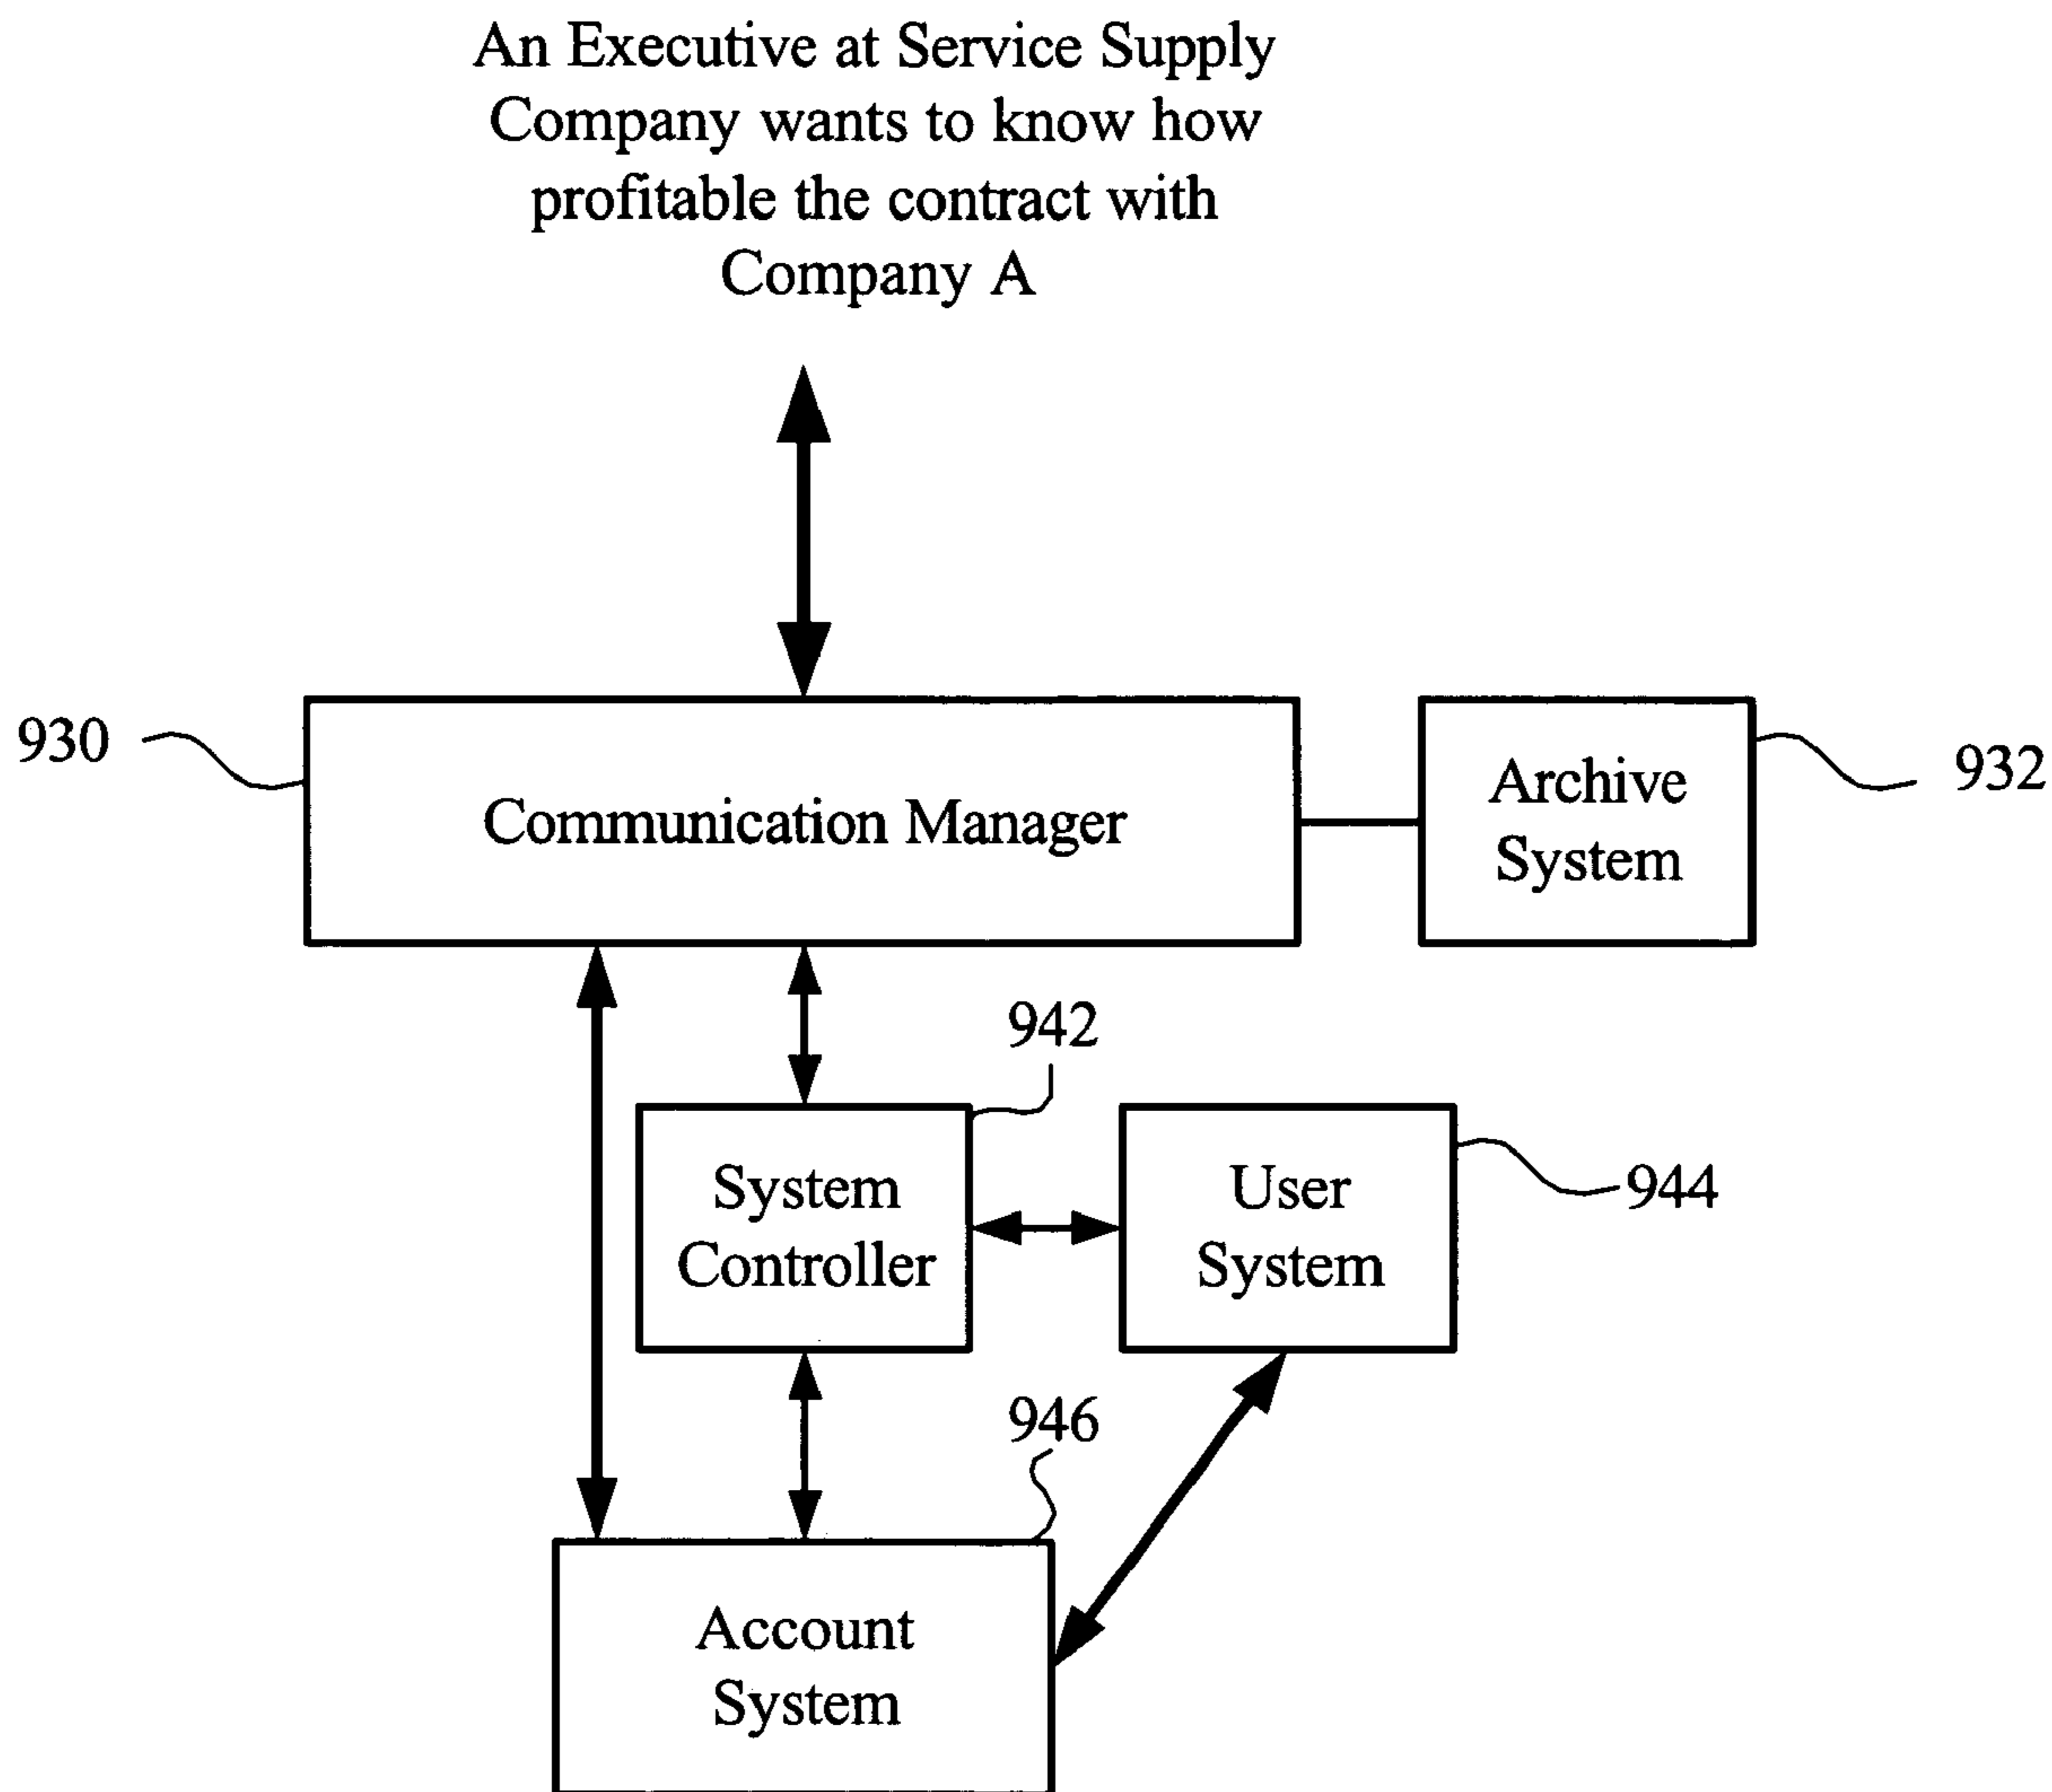 An Executive at Service Supply
Company wants to know how
profitable the contract with
Company A
930
Communication Manager
Archive
System
932
942
System
Controller
User
System
944
946
Account
System